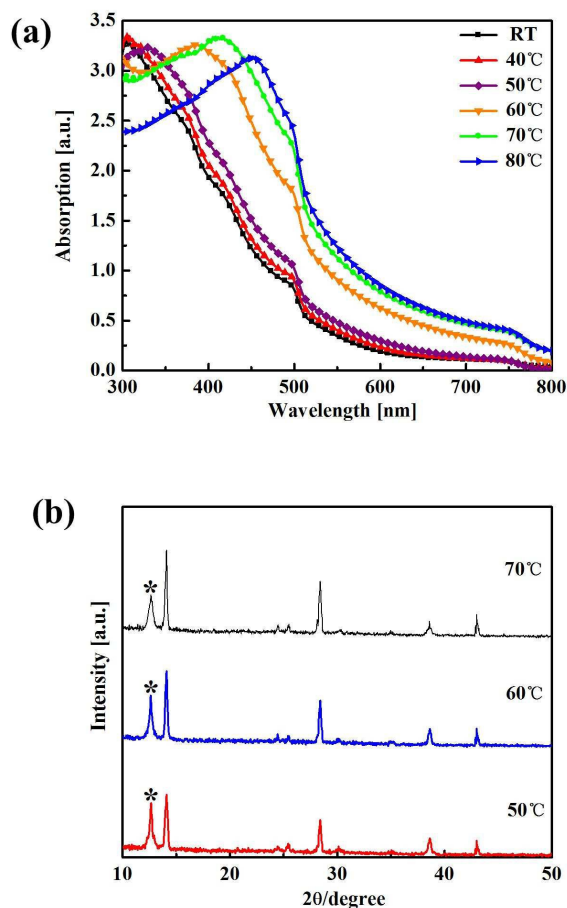 (a)
RT
40℃
50℃
60℃
70℃
80℃
Absorption [a.u.]
3.5
3.0
2.5
2.0
1.5
1.0
0.5
0.0
300 400 500 600 700 800
Wavelength [nm]
(b)
Intensity [a.u.]
* 70℃
* 60℃
* 50℃
10 20 30 40 50
2θ/degree